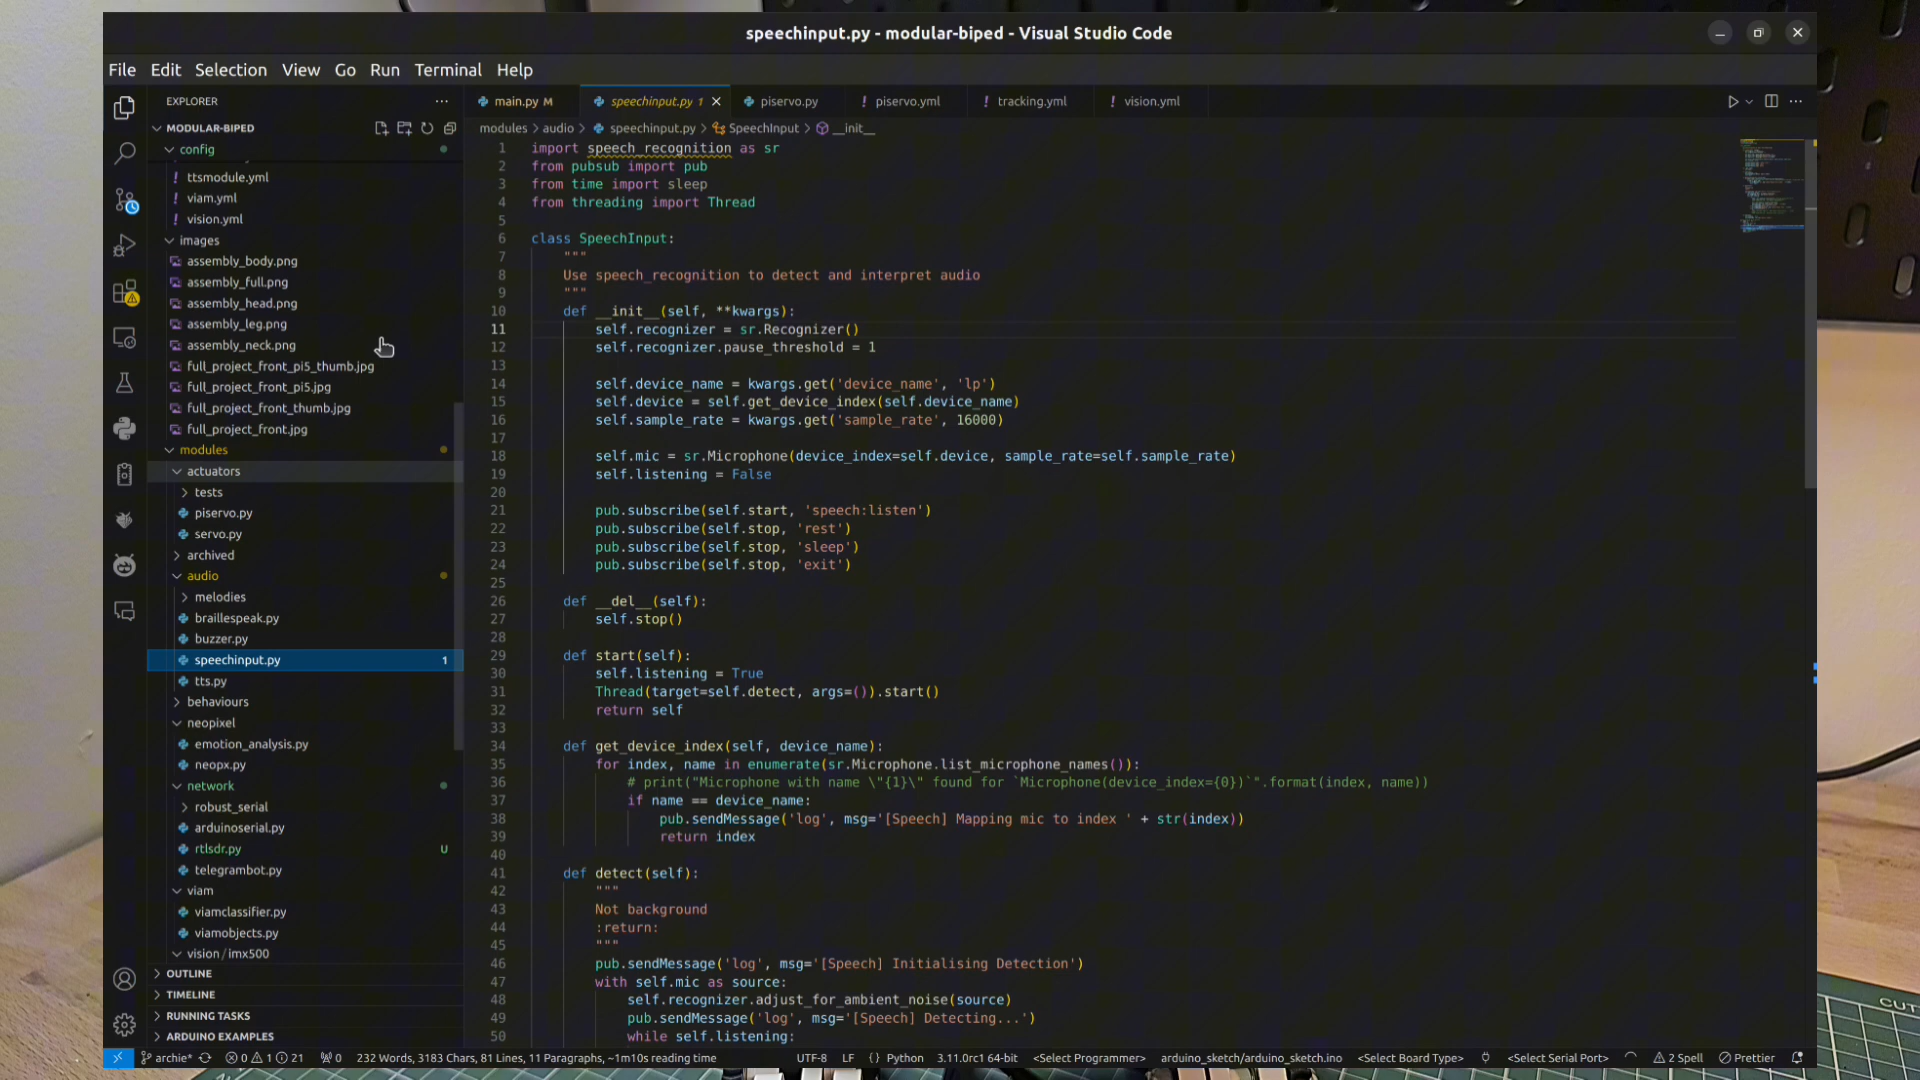 speechinput.py - modular-biped - Visual Studio Code
File Edit Selection View Go Run Terminal Help
EXPLORER
MODULAR-BIPED
config
ttsmodule.yml
viam.yml
vision.yml
images
assembly_body.png
assembly_full.png
assembly_head.png
assembly_leg.png
assembly_neck.png
full_project_front_pi5_thumb.jpg
full_project_front_pi5.jpg
full_project_front_thumb.jpg
full_project_front.jpg
modules
actuators
tests
piservo.py
servo.py
archived
audio
melodies
braillespeak.py
buzzer.py
speechinput.py 1
tts.py
behaviours
neopixel
emotion_analysis.py
neopx.py
network
robust_serial
arduinoserial.py
rtlsdr.py U
telegrambot.py
viam
viamclassifier.py
viamobjects.py
vision / imx500
OUTLINE
TIMELINE
RUNNING TASKS
ARDUINO EXAMPLES
main.py M speechinput.py 1 piservo.py ! piservo.yml ! tracking.yml ! vision.yml
modules > audio > speechinput.py > SpeechInput > __init__
1 import speech_recognition as sr
2 from pubsub import pub
3 from time import sleep
4 from threading import Thread
5
6 class SpeechInput:
7 """
8 Use speech_recognition to detect and interpret audio
9 """
10 def __init__(self, **kwargs):
11 self.recognizer = sr.Recognizer()
12 self.recognizer.pause_threshold = 1
13
14 self.device_name = kwargs.get('device_name', 'lp')
15 self.device = self.get_device_index(self.device_name)
16 self.sample_rate = kwargs.get('sample_rate', 16000)
17
18 self.mic = sr.Microphone(device_index=self.device, sample_rate=self.sample_rate)
19 self.listening = False
20
21 pub.subscribe(self.start, 'speech:listen')
22 pub.subscribe(self.stop, 'rest')
23 pub.subscribe(self.stop, 'sleep')
24 pub.subscribe(self.stop, 'exit')
25
26 def __del__(self):
27 self.stop()
28
29 def start(self):
30 self.listening = True
31 Thread(target=self.detect, args=()).start()
32 return self
33
34 def get_device_index(self, device_name):
35 for index, name in enumerate(sr.Microphone.list_microphone_names()):
36 # print("Microphone with name \"{1}\" found for `Microphone(device_index={0})`".format(index, name))
37 if name == device_name:
38 pub.sendMessage('log', msg='[Speech] Mapping mic to index ' + str(index))
39 return index
40
41 def detect(self):
42 """
43 Not background
44 :return:
45 """
46 pub.sendMessage('log', msg='[Speech] Initialising Detection')
47 with self.mic as source:
48 self.recognizer.adjust_for_ambient_noise(source)
49 pub.sendMessage('log', msg='[Speech] Detecting...')
50 while self.listening:
archie* 0 1 21 0 232 Words, 3183 Chars, 81 Lines, 11 Paragraphs, ~1m10s reading time UTF-8 LF {} Python 3.11.0rc1 64-bit <Select Programmer> arduino_sketch/arduino_sketch.ino <Select Board Type> <Select Serial Port> 2 Spell Prettier
CUT